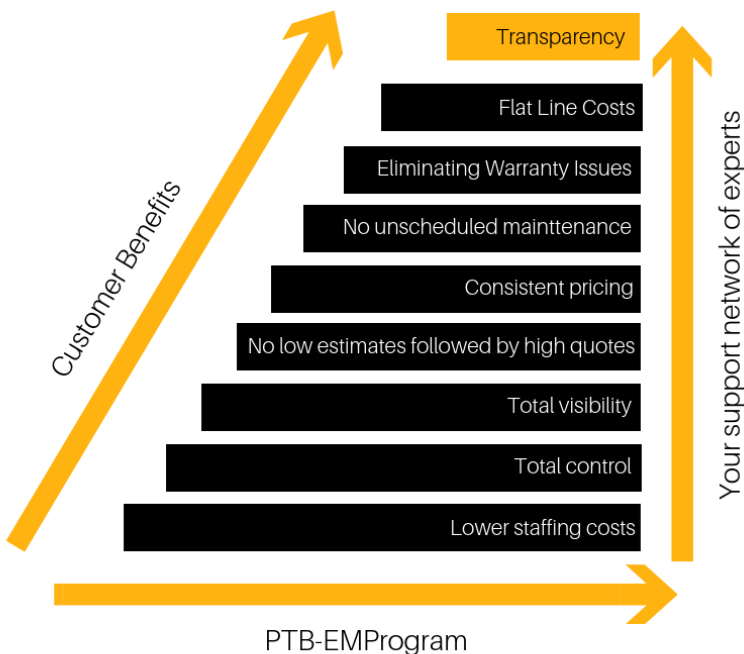 Transparency
Flat Line Costs
Eliminating Warranty Issues
No unscheduled mainttenance
Consistent pricing
No low estimates followed by high quotes
Total visibility
Total control
Lower staffing costs
Customer Benefits
Your support network of experts
PTB-EMProgram